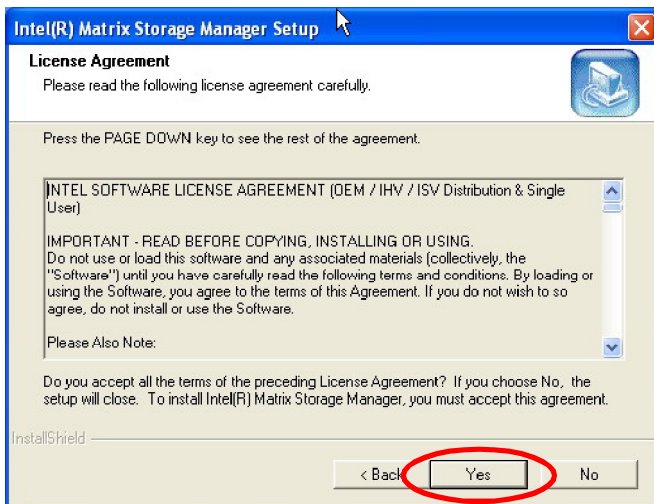 Intel(R) Matrix Storage Manager Setup
License Agreement
Please read the following license agreement carefully.
Press the PAGE DOWN key to see the rest of the agreement.
INTEL SOFTWARE LICENSE AGREEMENT (OEM / IHV / ISV Distribution & Single
User)
IMPORTANT - READ BEFORE COPYING, INSTALLING OR USING.
Do not use or load this software and any associated materials (collectively, the
"Software") until you have carefully read the following terms and conditions. By loading or
using the Software, you agree to the terms of this Agreement. If you do not wish to so
agree, do not install or use the Software.
Please Also Note:
Do you accept all the terms of the preceding License Agreement? If you choose No, the
setup will close. To install Intel(R) Matrix Storage Manager, you must accept this agreement.
InstallShield
< Back
Yes
No